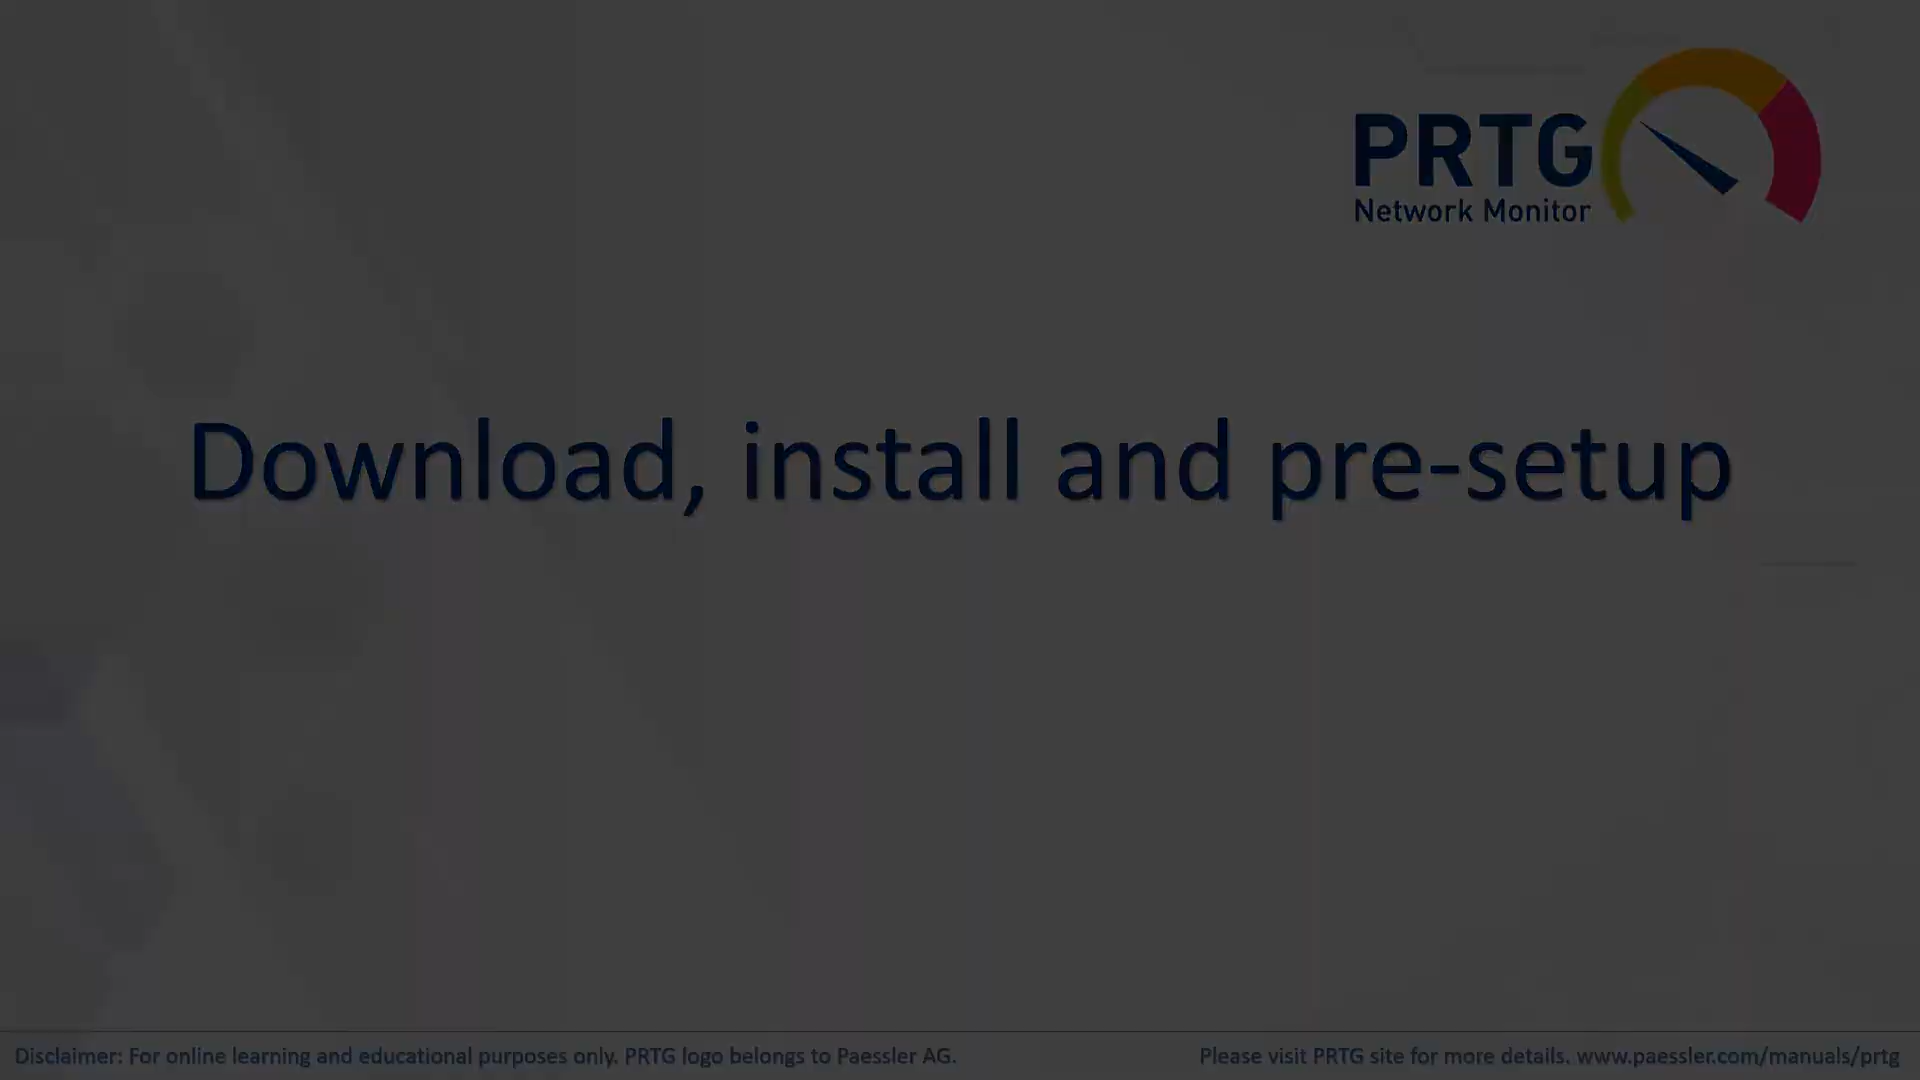 PRTG
Network Monitor
Download, install and pre-setup
Disclaimer: For online learning and educational purposes only. PRTG logo belongs to Paessler AG.
Please visit PRTG site for more details. www.paessler.com/manuals/prtg